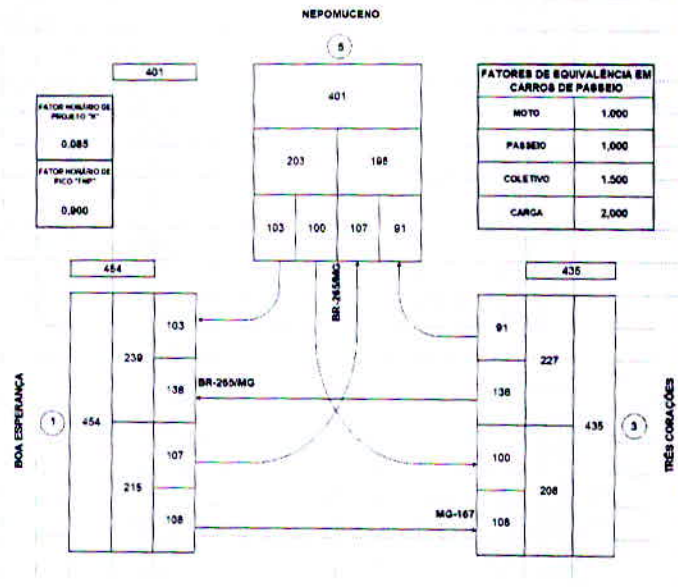 NEPOMUCENO
5
401
401
203 198
103 100 107 91
FATOR HORÁRIO DE
PROJETO "K"
0.085
FATOR HORÁRIO DE
PICO "FHP"
0,900
FATORES DE EQUIVALÊNCIA EM
CARROS DE PASSEIO
MOTO 1.000
PASSEIO 1,000
COLETIVO 1.500
CARGA 2,000
454
BOA ESPERANÇA
1
454
239
215
103
138
107
108
BR-265/MG
BR-265/MG
MG-167
435
91
136
100
108
227
208
435
3
TRÊS CORAÇÕES